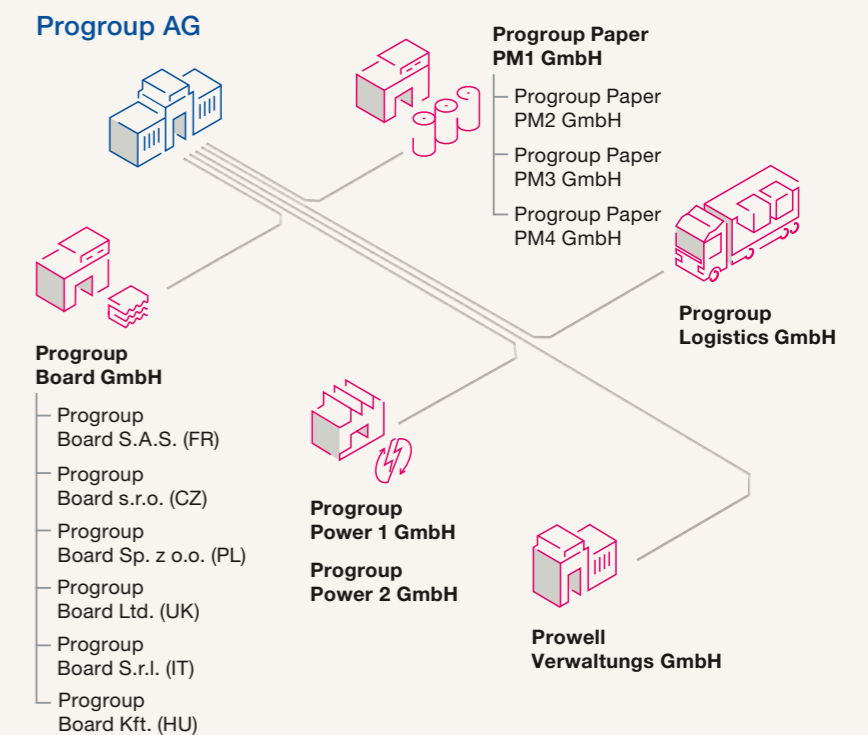 Progroup AG
Progroup Paper
PM1 GmbH
Progroup Paper
PM2 GmbH
Progroup Paper
PM3 GmbH
Progroup Paper
PM4 GmbH
Progroup
Logistics GmbH
Progroup
Board GmbH
Progroup
Board S.A.S. (FR)
Progroup
Board s.r.o. (CZ)
Progroup
Board Sp. z o.o. (PL)
Progroup
Board Ltd. (UK)
Progroup
Board S.r.l. (IT)
Progroup
Board Kft. (HU)
Progroup
Power 1 GmbH
Progroup
Power 2 GmbH
Prowell
Verwaltungs GmbH